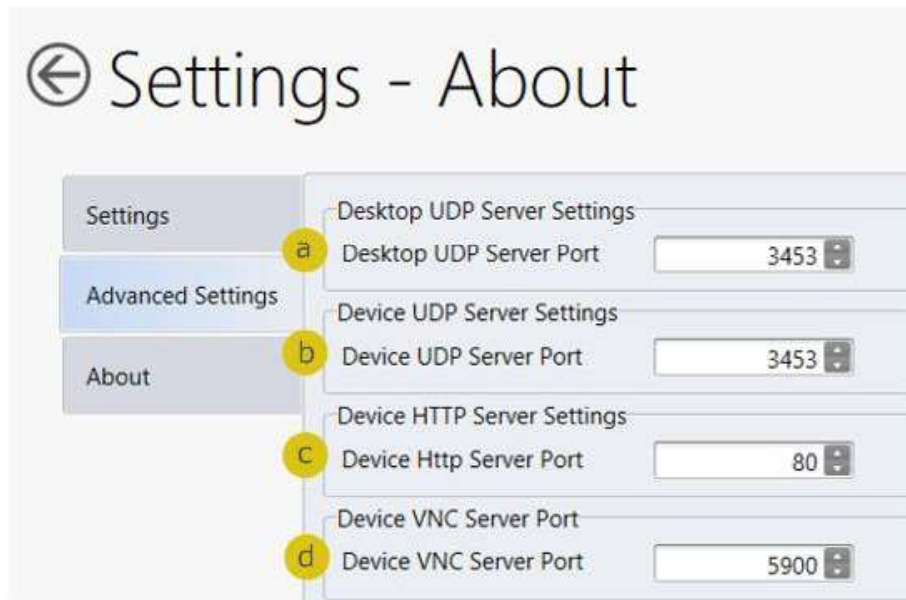 Settings - About
Settings
Advanced Settings
About
Desktop UDP Server Settings
a Desktop UDP Server Port 3453
Device UDP Server Settings
b Device UDP Server Port 3453
Device HTTP Server Settings
c Device Http Server Port 80
Device VNC Server Port
d Device VNC Server Port 5900